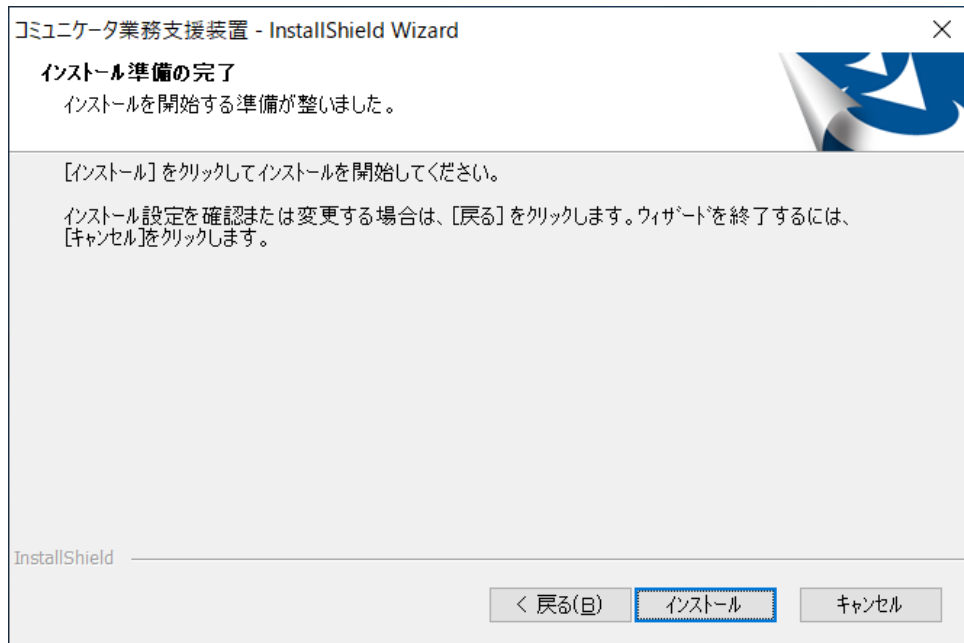 コミュニケータ業務支援装置 - InstallShield Wizard
インストール準備の完了
インストールを開始する準備が整いました。
[インストール] をクリックしてインストールを開始してください。
インストール設定を確認または変更する場合は、[戻る] をクリックします。ウィザードを終了するには、
[キャンセル]をクリックします。
InstallShield
< 戻る(B)
インストール
キャンセル